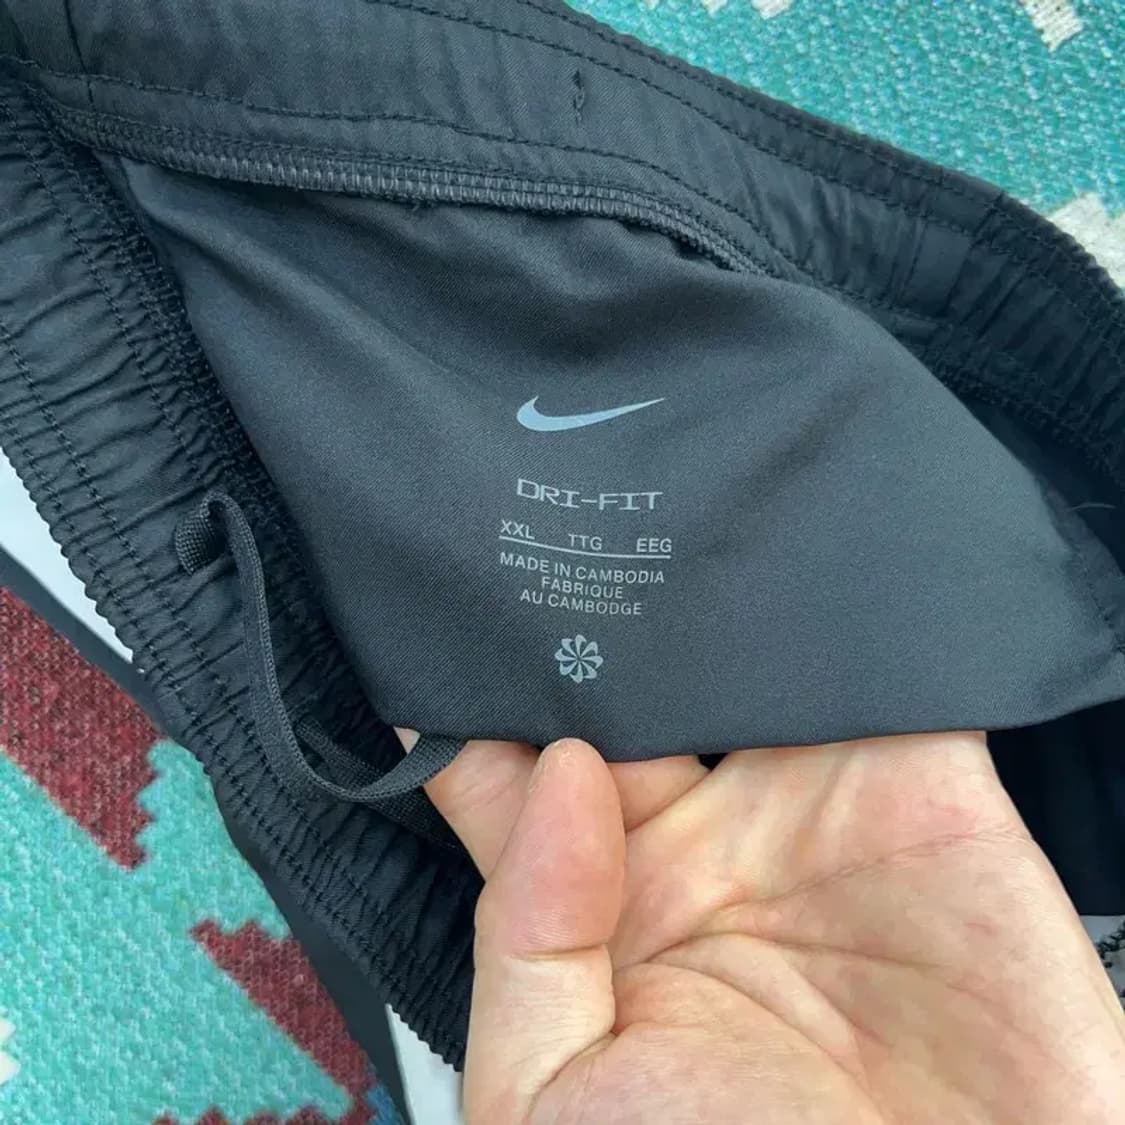 DRI-FIT
XXL TTG EEG
MADE IN CAMBODIA
FABRIQUE
AU CAMBODGE